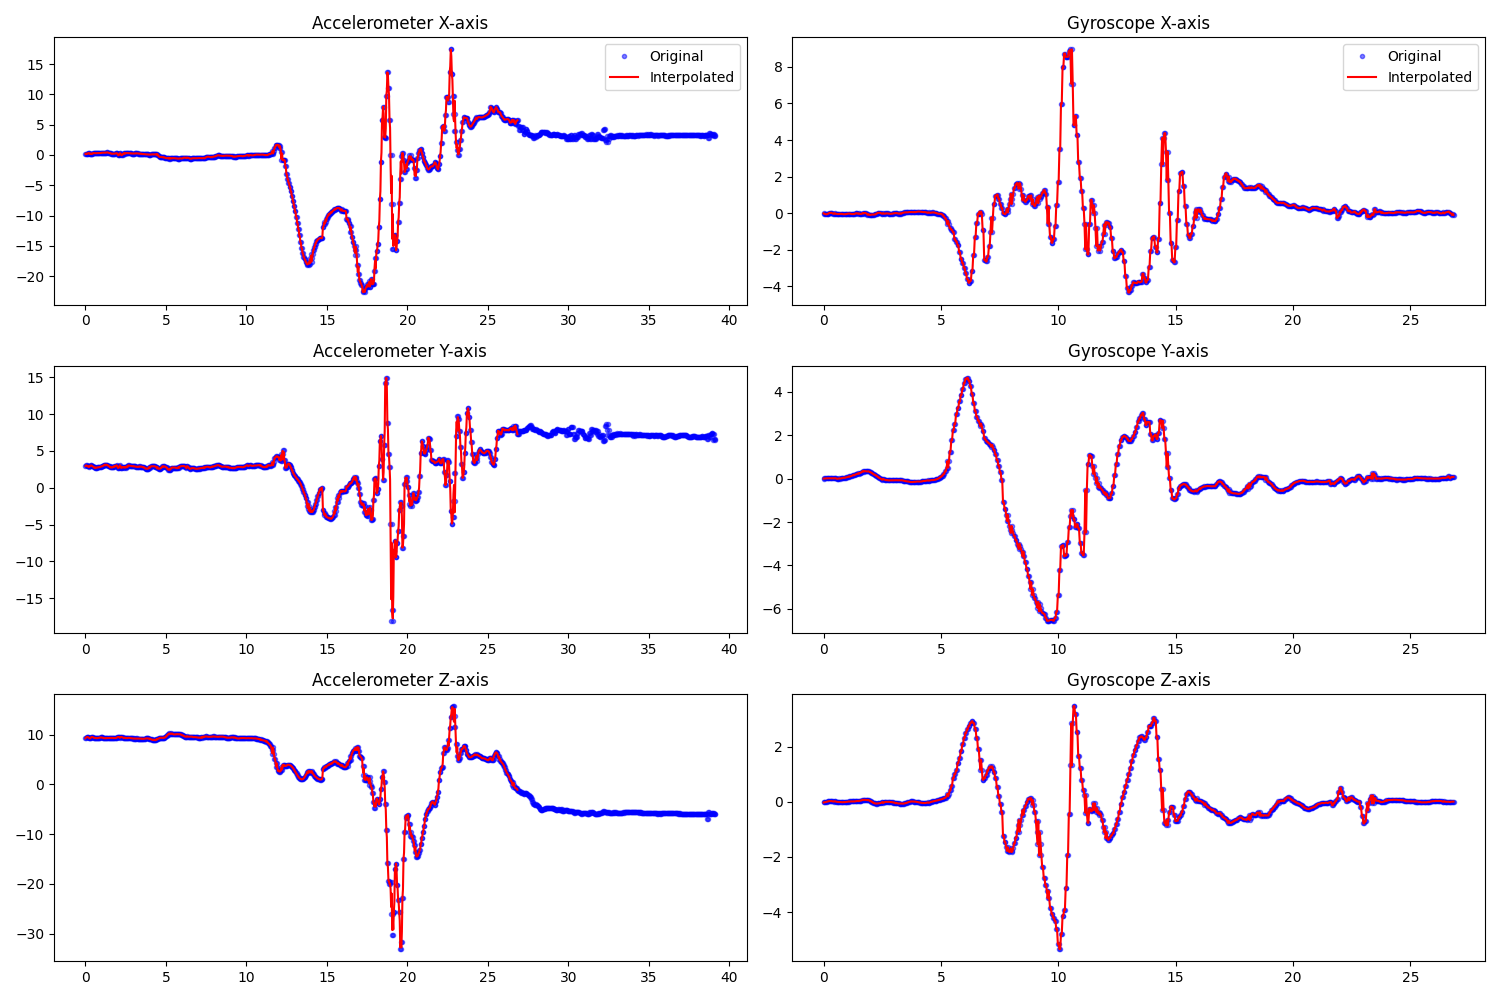 Accelerometer X-axis
15
10
5
0
−5
−10
−15
−20
0 5 10 15 20 25 30 35 40
Original
Interpolated
Gyroscope X-axis
8
6
4
2
0
−2
−4
0 5 10 15 20 25
Original
Interpolated
Accelerometer Y-axis
15
10
5
0
−5
−10
−15
0 5 10 15 20 25 30 35 40
Gyroscope Y-axis
4
2
0
−2
−4
−6
0 5 10 15 20 25
Accelerometer Z-axis
10
0
−10
−20
−30
0 5 10 15 20 25 30 35 40
Gyroscope Z-axis
2
0
−2
−4
0 5 10 15 20 25